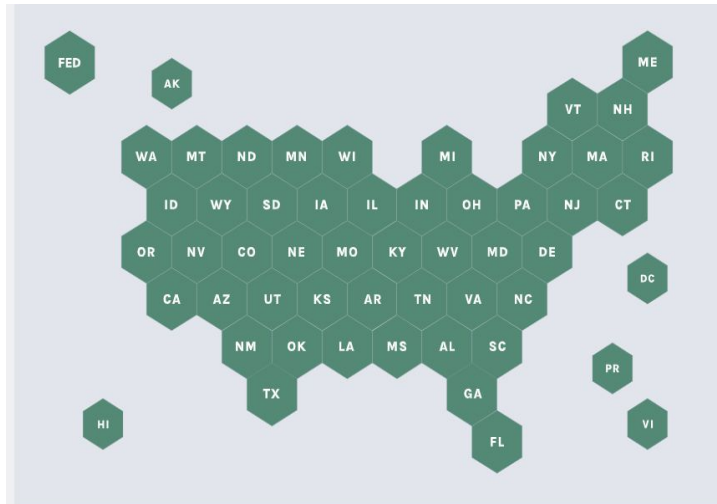 FED
AK
ME
VT NH
WA MT ND MN WI MI NY MA RI
ID WY SD IA IL IN OH PA NJ CT
OR NV CO NE MO KY WV MD DE
DC
CA AZ UT KS AR TN VA NC
NM OK LA MS AL SC
PR
TX GA
HI VI
FL